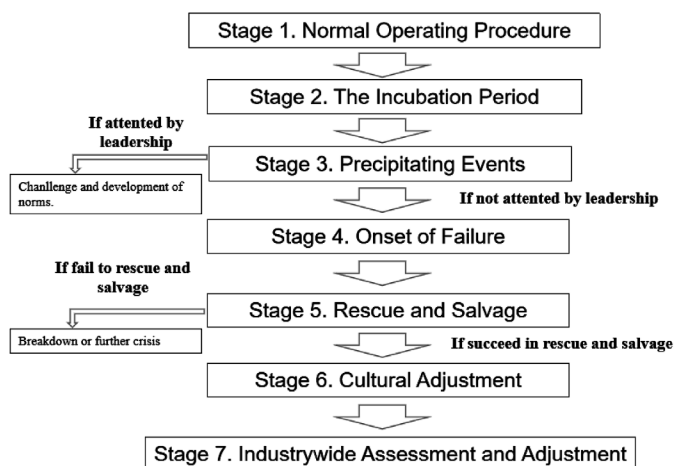 Stage 1. Normal Operating Procedure
Stage 2. The Incubation Period
If attented by
leadership
Stage 3. Precipitating Events
Chanllenge and development of
norms.
If not attented by leadership
Stage 4. Onset of Failure
If fail to rescue and
salvage
Stage 5. Rescue and Salvage
Breakdown or further crisis
If succeed in rescue and salvage
Stage 6. Cultural Adjustment
Stage 7. Industrywide Assessment and Adjustment